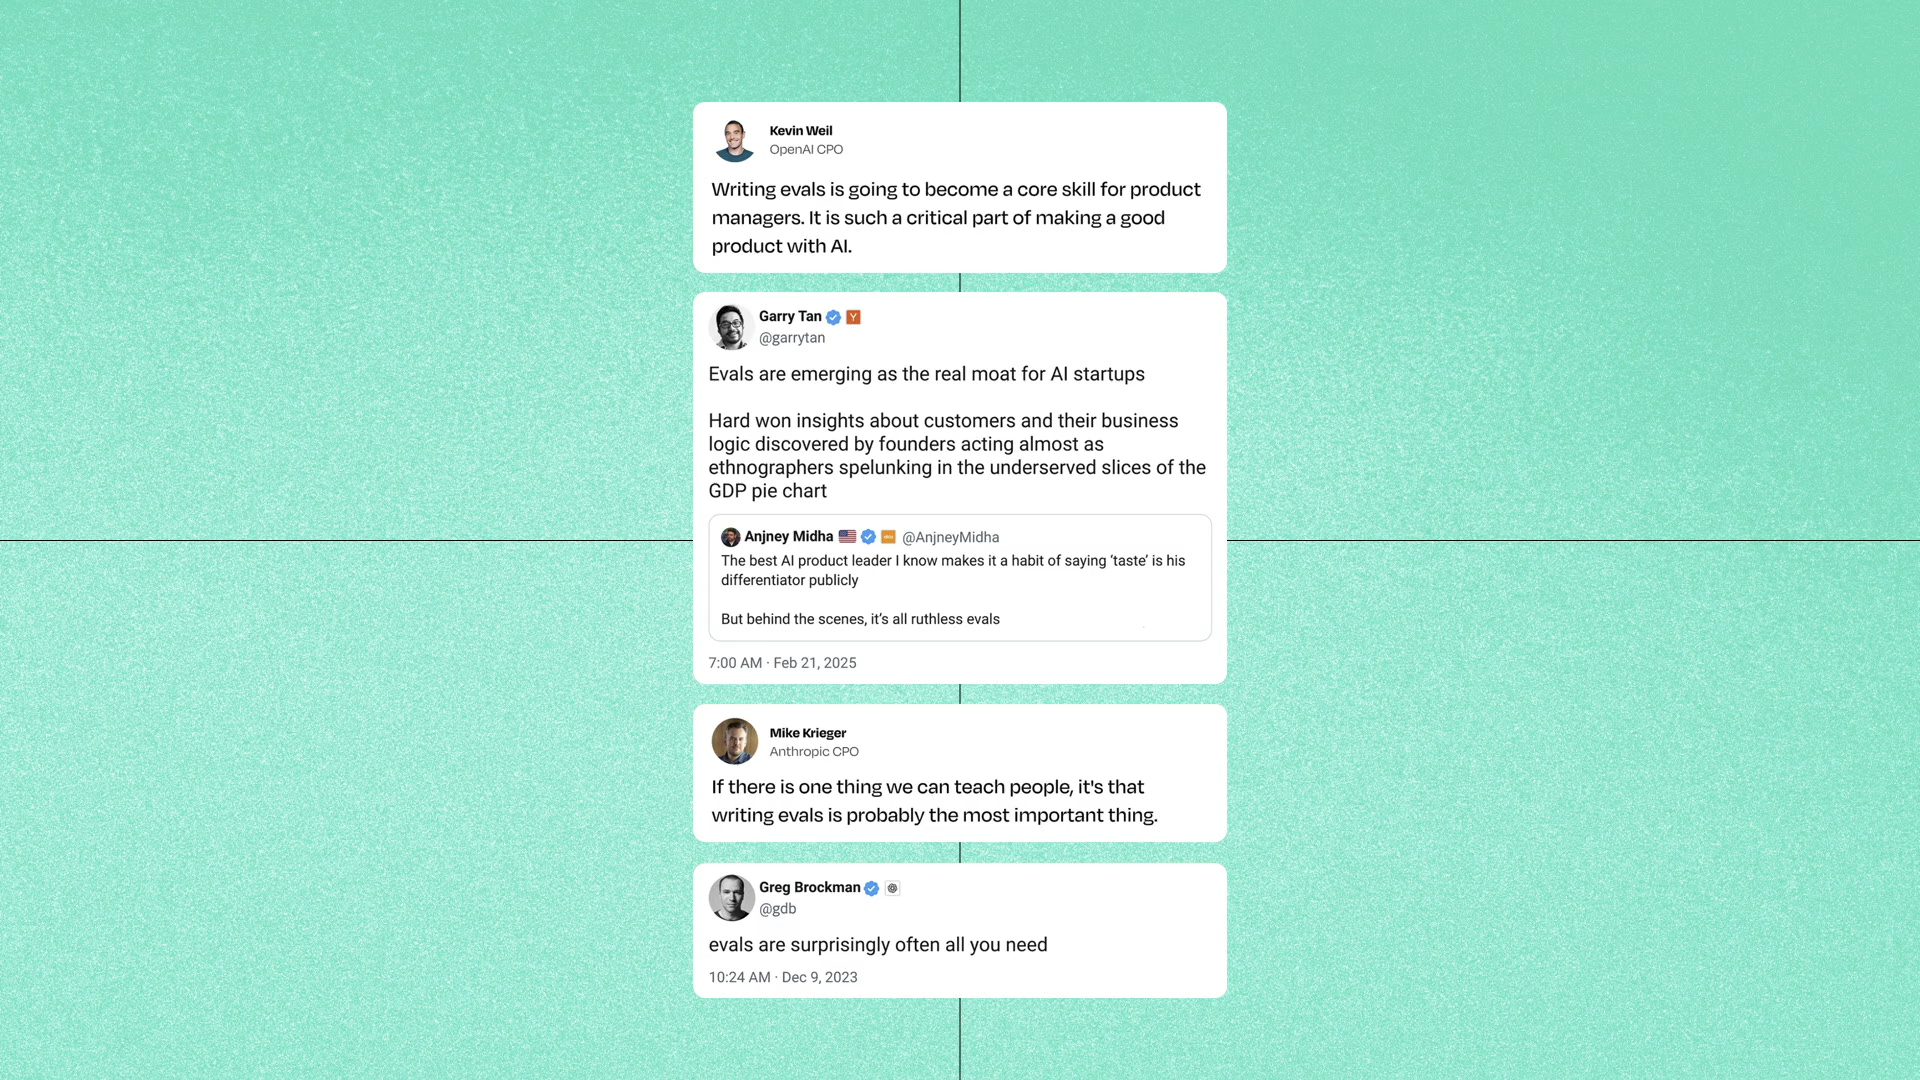 Kevin Weil
OpenAI CPO
Writing evals is going to become a core skill for product
managers. It is such a critical part of making a good
product with AI.
Garry Tan
@garrytan
Evals are emerging as the real moat for AI startups
Hard won insights about customers and their business
logic discovered by founders acting almost as
ethnographers spelunking in the underserved slices of the
GDP pie chart
Anjney Midha @AnjneyMidha
The best AI product leader I know makes it a habit of saying ‘taste’ is his
differentiator publicly
But behind the scenes, it’s all ruthless evals
7:00 AM · Feb 21, 2025
Mike Krieger
Anthropic CPO
If there is one thing we can teach people, it's that
writing evals is probably the most important thing.
Greg Brockman
@gdb
evals are surprisingly often all you need
10:24 AM · Dec 9, 2023